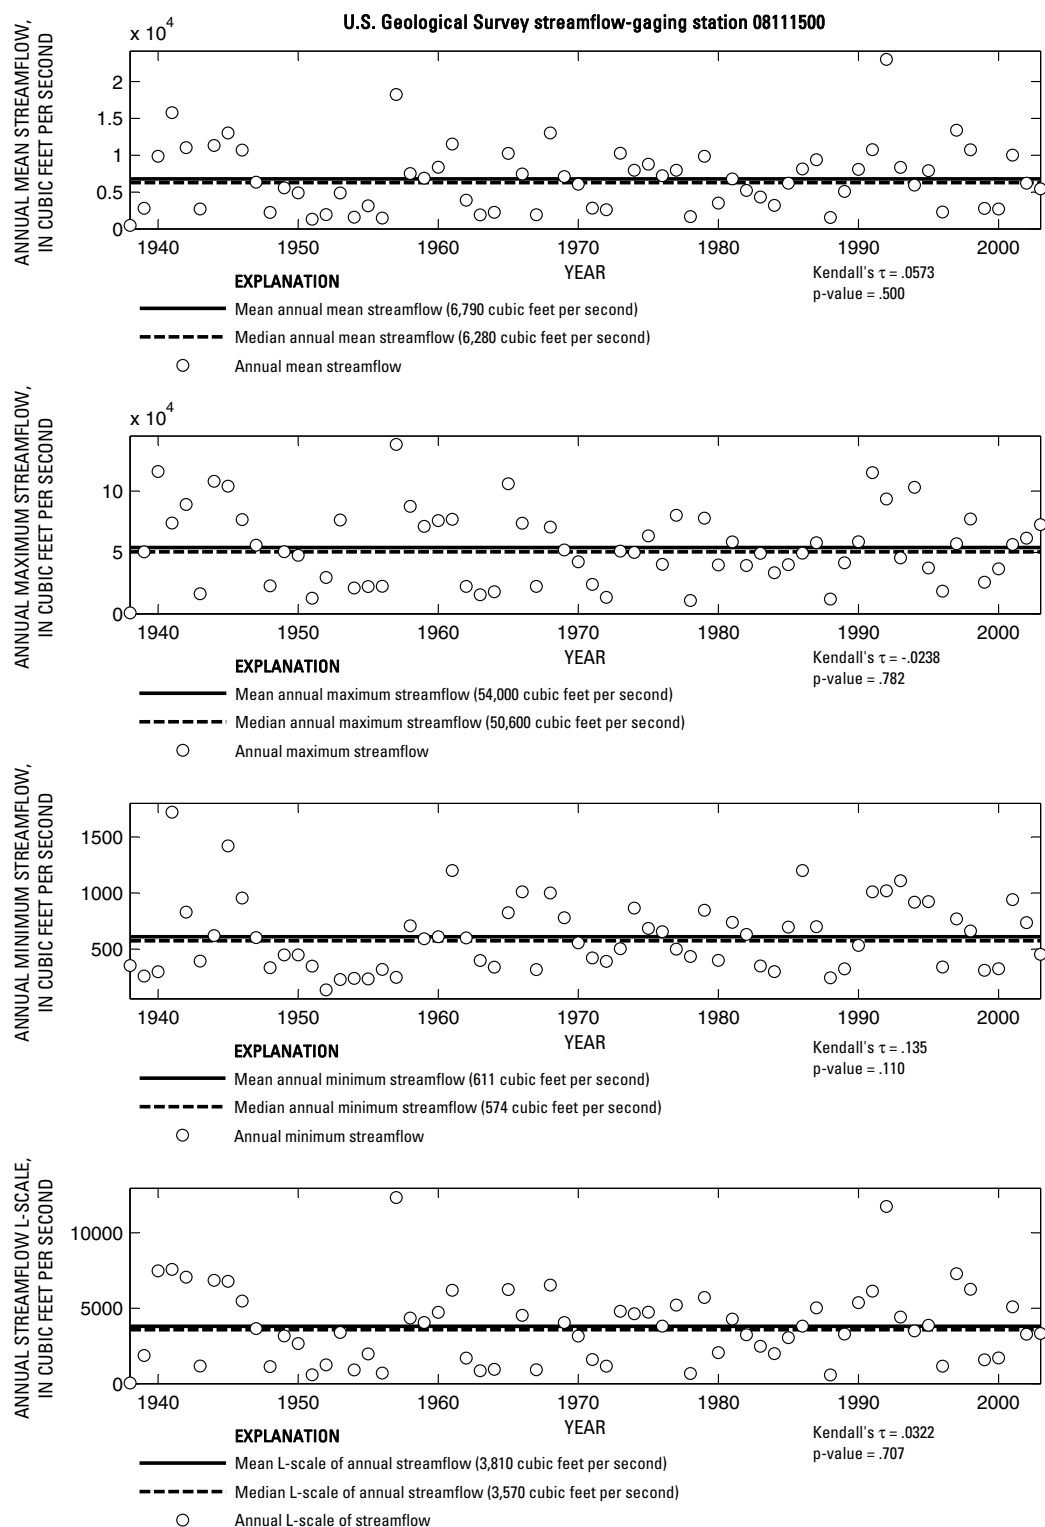 U.S. Geological Survey streamflow-gaging station 08111500
x 10^4
ANNUAL MEAN STREAMFLOW,
IN CUBIC FEET PER SECOND
2
1.5
1
0.5
0
1940 1950 1960 1970 1980 1990 2000
YEAR
Kendall's τ = .0573
p-value = .500
EXPLANATION
Mean annual mean streamflow (6,790 cubic feet per second)
Median annual mean streamflow (6,280 cubic feet per second)
Annual mean streamflow
x 10^4
ANNUAL MAXIMUM STREAMFLOW,
IN CUBIC FEET PER SECOND
10
5
0
1940 1950 1960 1970 1980 1990 2000
YEAR
Kendall's τ = -.0238
p-value = .782
EXPLANATION
Mean annual maximum streamflow (54,000 cubic feet per second)
Median annual maximum streamflow (50,600 cubic feet per second)
Annual maximum streamflow
ANNUAL MINIMUM STREAMFLOW,
IN CUBIC FEET PER SECOND
1500
1000
500
1940 1950 1960 1970 1980 1990 2000
YEAR
Kendall's τ = .135
p-value = .110
EXPLANATION
Mean annual minimum streamflow (611 cubic feet per second)
Median annual minimum streamflow (574 cubic feet per second)
Annual minimum streamflow
ANNUAL STREAMFLOW L-SCALE,
IN CUBIC FEET PER SECOND
10000
5000
0
1940 1950 1960 1970 1980 1990 2000
YEAR
Kendall's τ = .0322
p-value = .707
EXPLANATION
Mean L-scale of annual streamflow (3,810 cubic feet per second)
Median L-scale of annual streamflow (3,570 cubic feet per second)
Annual L-scale of streamflow